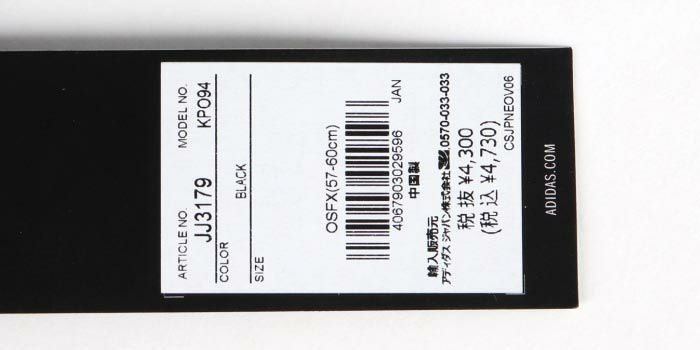 ARTICLE NO. MODEL NO.
JJ3179 KPO94
COLOR
BLACK
SIZE
OSFX(57-60cm)
JAN
4067903029596
中国製
輸入販売元
アディダス ジャパン株式会社 0570-033-033
税 抜 ¥4,300
(税 込 ¥4,730)
CSJPNEOV06
ADIDAS.COM